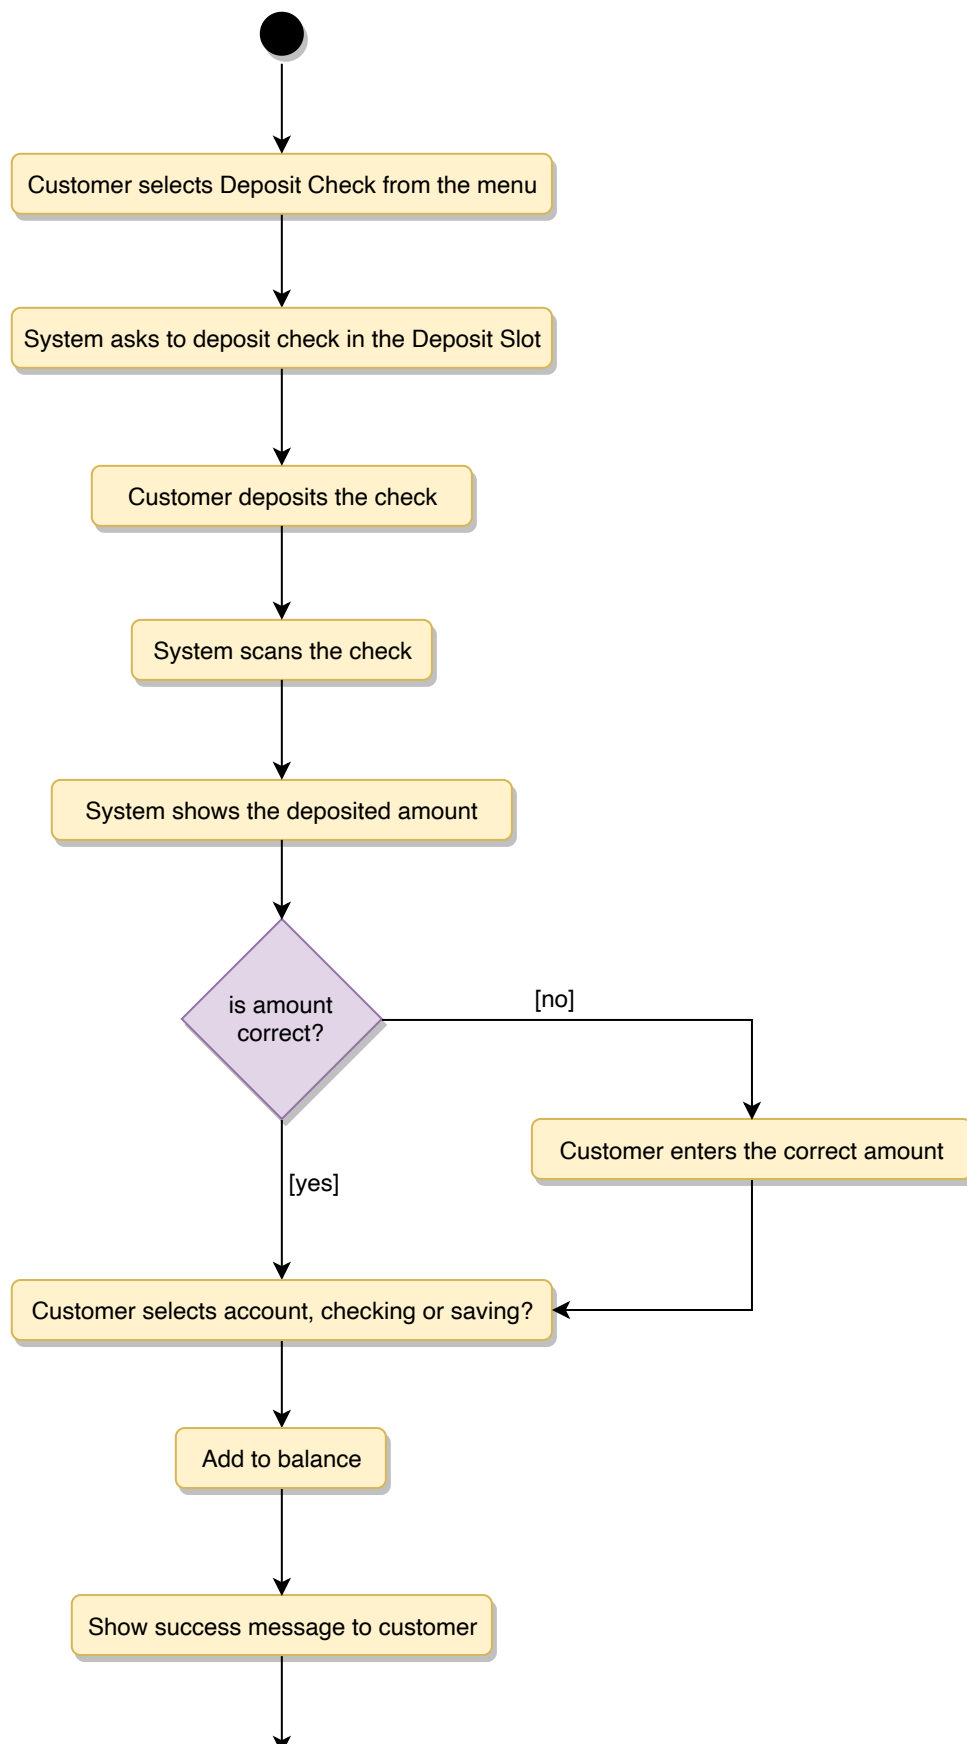 Customer selects Deposit Check from the menu
System asks to deposit check in the Deposit Slot
Customer deposits the check
System scans the check
System shows the deposited amount
is amount
correct?
[no]
Customer enters the correct amount
[yes]
Customer selects account, checking or saving?
Add to balance
Show success message to customer